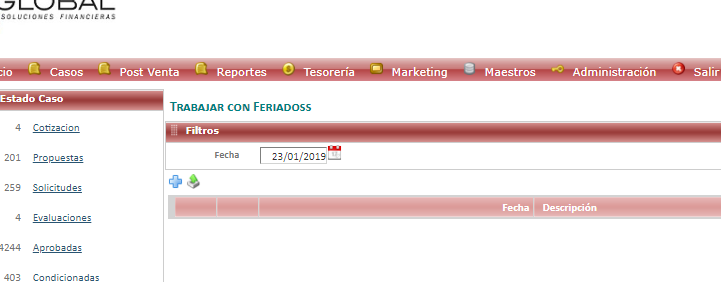 GLOBAL
SOLUCIONES FINANCIERAS
cio Casos Post Venta Reportes Tesorería Marketing Maestros Administración Salir
Estado Caso
4 Cotizacion
201 Propuestas
259 Solicitudes
4 Evaluaciones
4244 Aprobadas
403 Condicionadas
TRABAJAR CON FERIADOSS
Filtros
Fecha 23/01/2019
Fecha Descripción